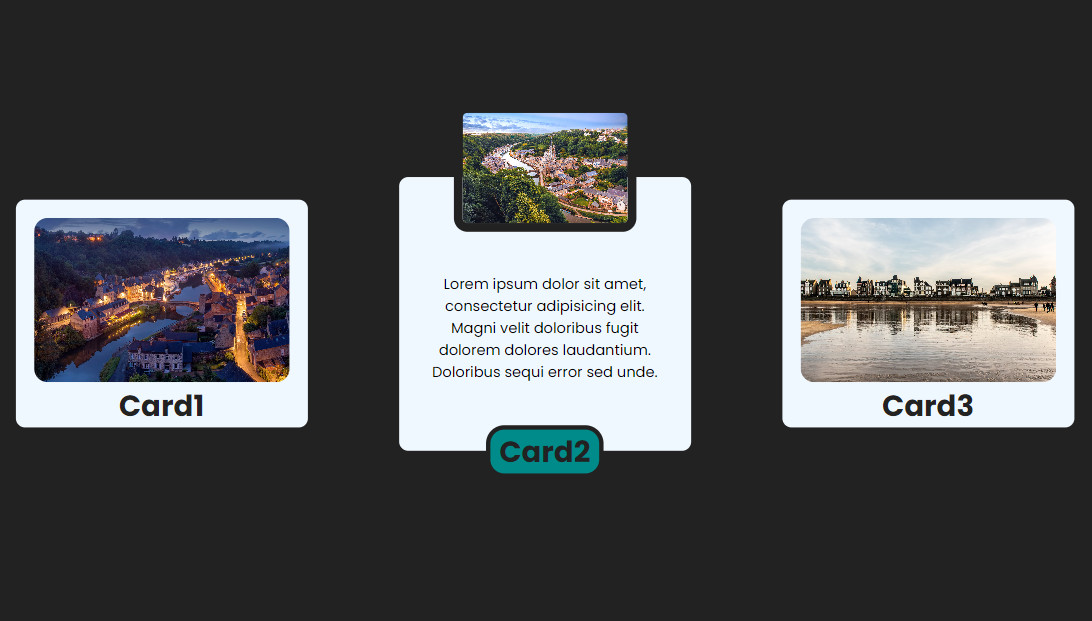 Card1
Lorem ipsum dolor sit amet,
consectetur adipisicing elit.
Magni velit doloribus fugit
dolorem dolores laudantium.
Doloribus sequi error sed unde.
Card2
Card3